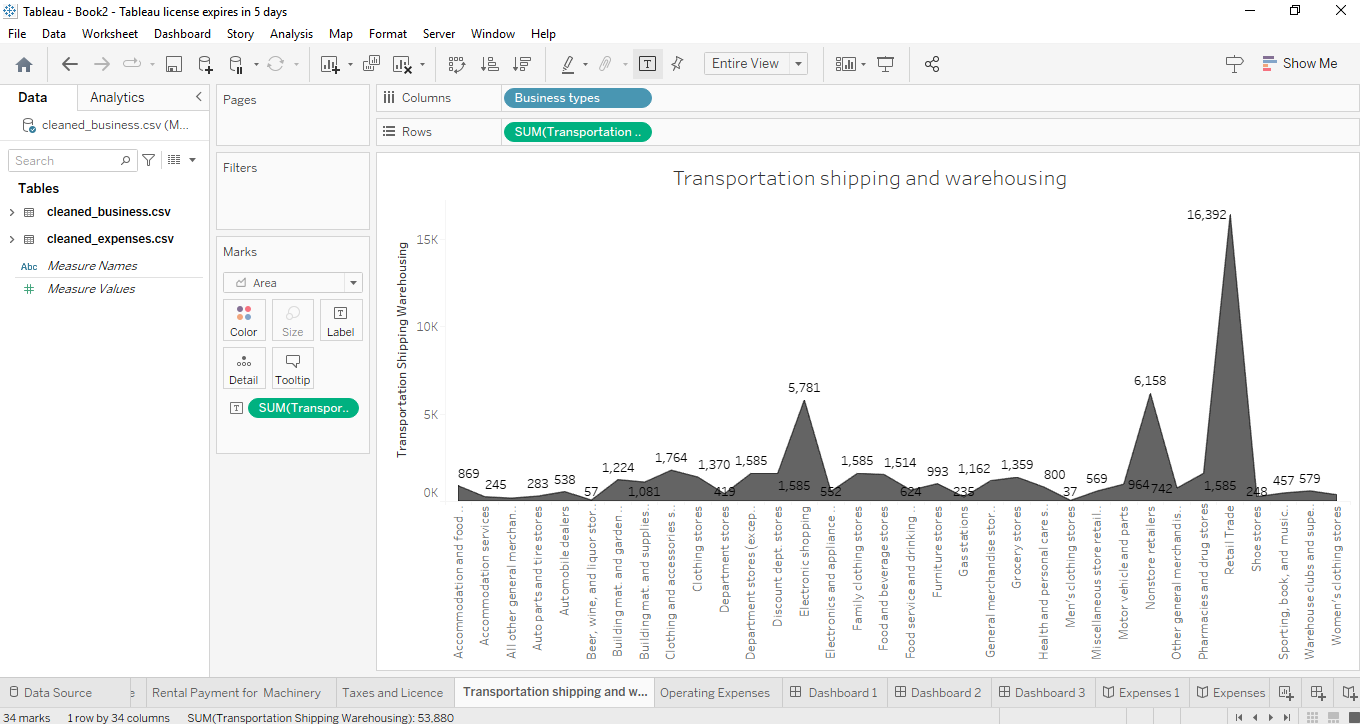 Tableau - Book2 - Tableau license expires in 5 days
File Data Worksheet Dashboard Story Analysis Map Format Server Window Help
Entire View
Show Me
Data Analytics
cleaned_business.csv (M...
Search
Tables
cleaned_business.csv
cleaned_expenses.csv
Abc Measure Names
# Measure Values
Pages
Filters
Marks
Area
Color Size Label
Detail Tooltip
SUM(Transpor..
Columns Business types
Rows SUM(Transportation ..
Transportation shipping and warehousing
Transportation Shipping Warehousing
15K
10K
5K
0K
869
245
283
538
57
1,224
1,081
1,764
1,370
419
1,585
1,585
5,781
552
1,585
1,514
624
993
235
1,162
1,359
800
37
569
964
6,158
742
1,585
16,392
248
457
579
Accommodation and food ..
Accommodation services
All other general merchan..
Auto parts and tire stores
Automobile dealers
Beer, wine, and liquor stor..
Building mat. and garden ..
Building mat. and supplies..
Clothing and accessories s..
Clothing stores
Department stores
Department stores (excep..
Discount dept. stores
Electronic shopping
Electronics and appliance ..
Family clothing stores
Food and beverage stores
Food service and drinking ..
Furniture stores
Gas stations
General merchandise stor..
Grocery stores
Health and personal care s..
Men's clothing stores
Miscellaneous store retail..
Motor vehicle and parts
Nonstore retailers
Other general merchandis..
Pharmacies and drug stores
Retail Trade
Shoe stores
Sporting, book, and music..
Warehouse clubs and supe..
Women's clothing stores
Data Source e Rental Payment for Machinery Taxes and Licence Transportation shipping and w... Operating Expenses Dashboard 1 Dashboard 2 Dashboard 3 Expenses 1 Expenses
34 marks 1 row by 34 columns SUM(Transportation Shipping Warehousing): 53,880